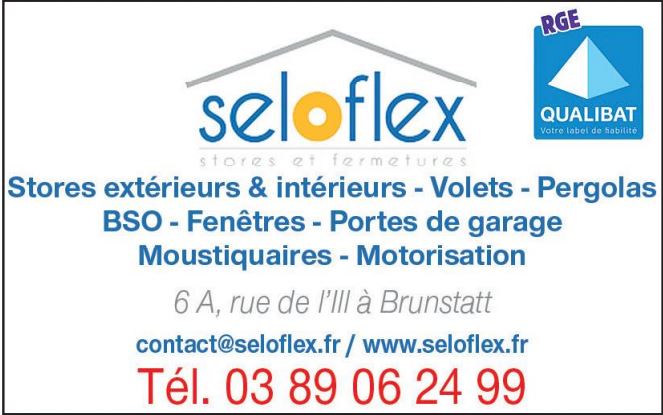 RGE
QUALIBAT
Votre label de fiabilité
seloflex
stores et fermetures
Stores extérieurs & intérieurs - Volets - Pergolas
BSO - Fenêtres - Portes de garage
Moustiquaires - Motorisation
6 A, rue de l'Ill à Brunstatt
contact@seloflex.fr / www.seloflex.fr
Tél. 03 89 06 24 99